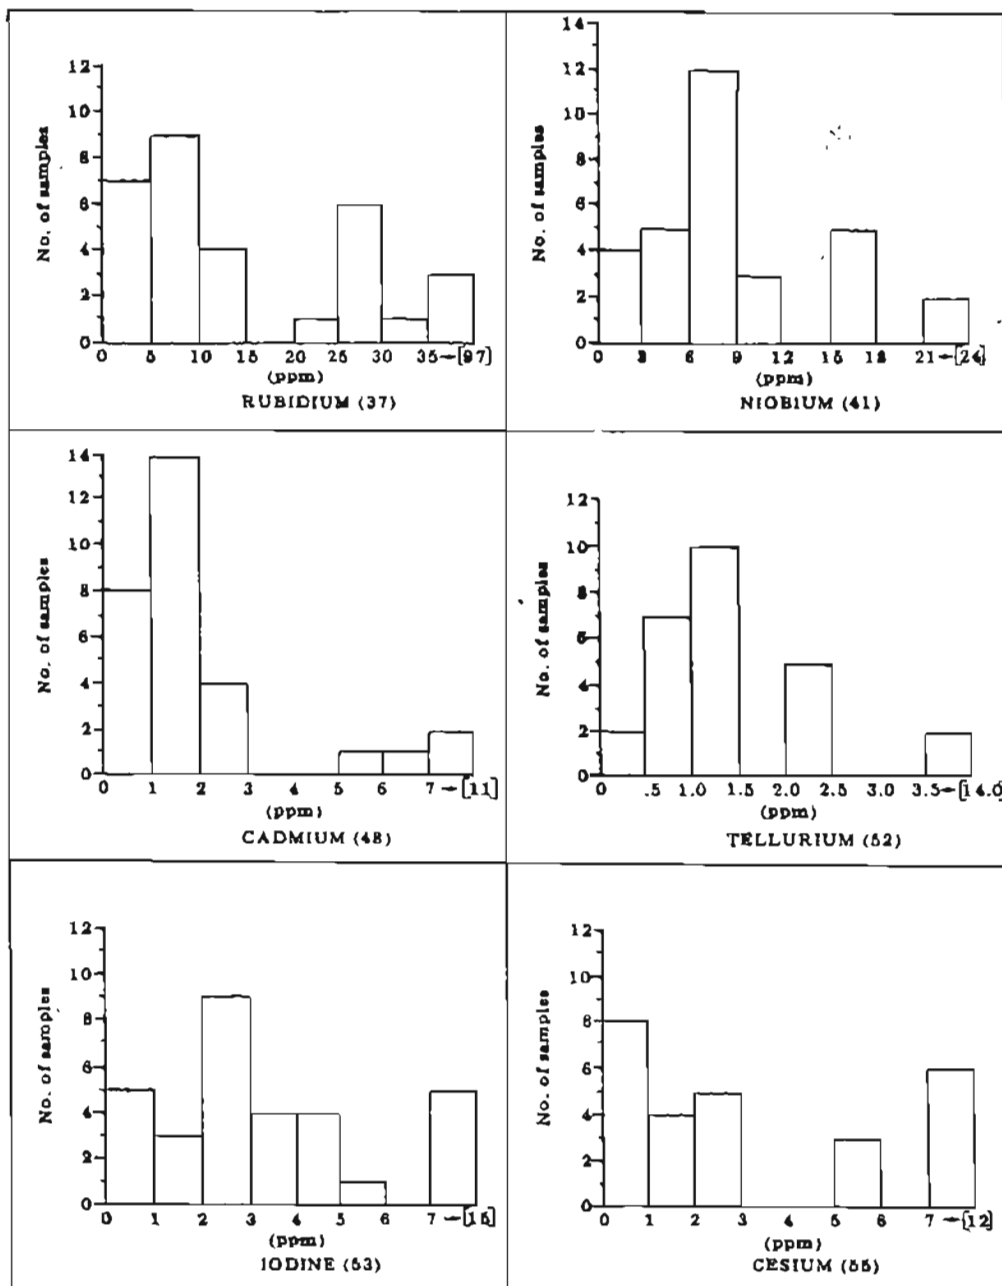 No. of samples
12
10
8
6
4
2
0
0 5 10 15 20 25 30 35→[97]
(ppm)
RUBIDIUM (37)
No. of samples
14
12
10
8
6
4
2
0
0 3 6 9 12 15 18 21→[24]
(ppm)
NIOBIUM (41)
No. of samples
14
12
10
8
6
4
2
0
0 1 2 3 4 5 6 7→[11]
(ppm)
CADMIUM (48)
No. of samples
12
10
8
6
4
2
0
0 .5 1.0 1.5 2.0 2.5 3.0 3.5→[14.0]
(ppm)
TELLURIUM (52)
No. of samples
12
10
8
6
4
2
0
0 1 2 3 4 5 6 7→[15]
(ppm)
IODINE (53)
No. of samples
12
10
8
6
4
2
0
0 1 2 3 4 5 6 7→[12]
(ppm)
CESIUM (55)